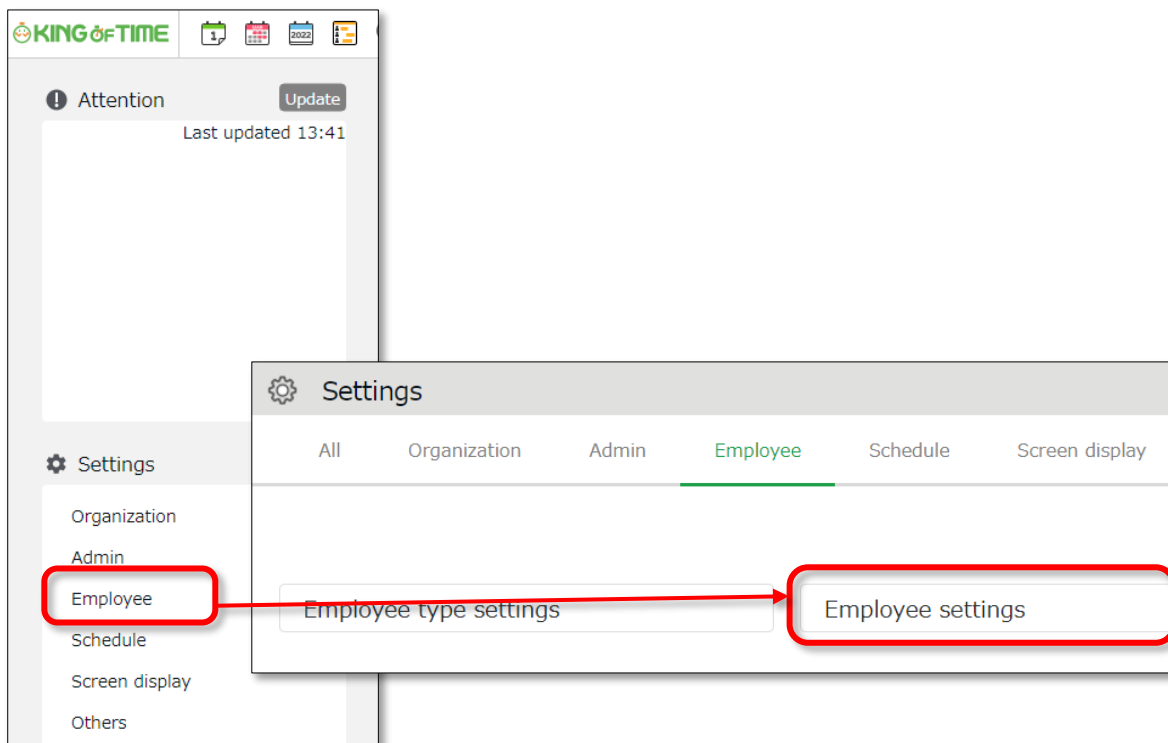 KING OF TIME
1
2022
Attention
Update
Last updated 13:41
Settings
Organization
Admin
Employee
Schedule
Screen display
Others
Settings
All Organization Admin Employee Schedule Screen display
Employee type settings Employee settings